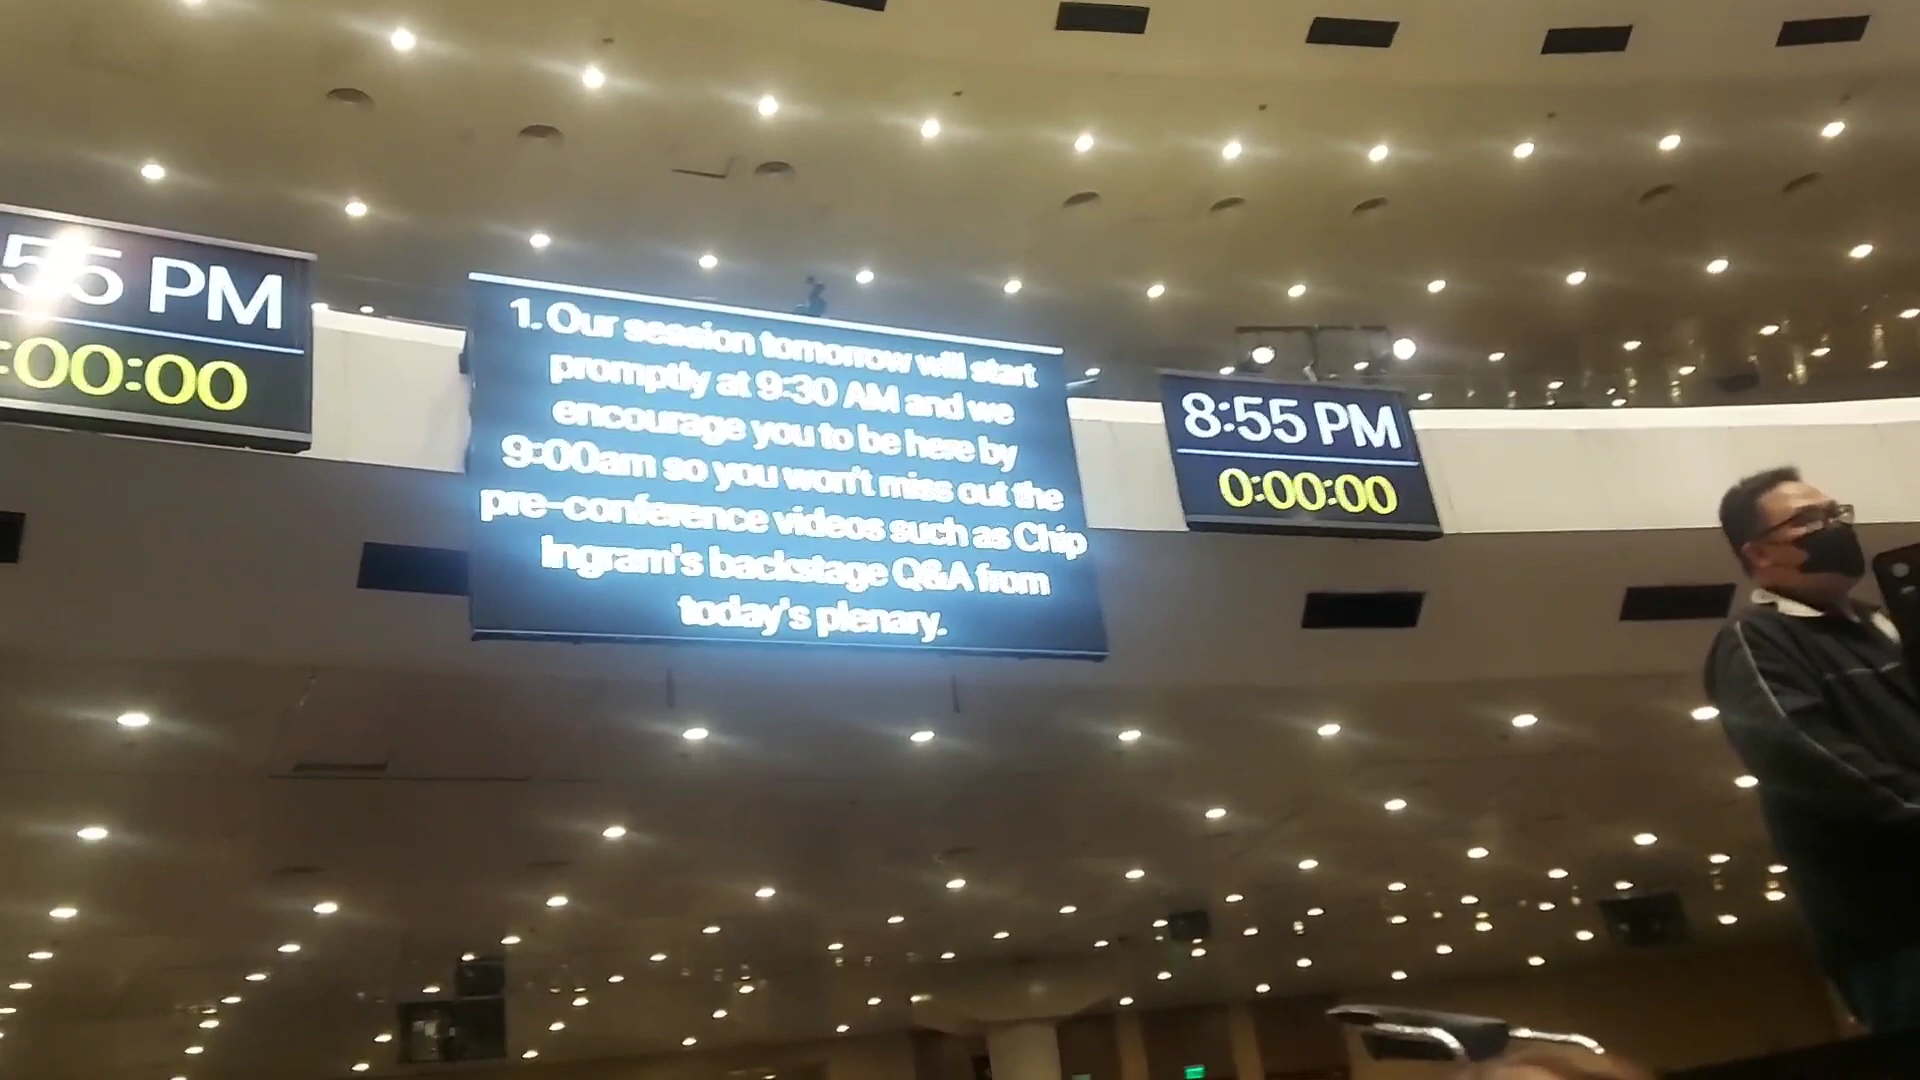 55 PM
:00:00
1. Our session tomorrow will start
promptly at 9:30 AM and we
encourage you to be here by
9:00am so you won't miss out the
pre-conference videos such as Chip
Ingram's backstage Q&A from
today's plenary.
8:55 PM
0:00:00